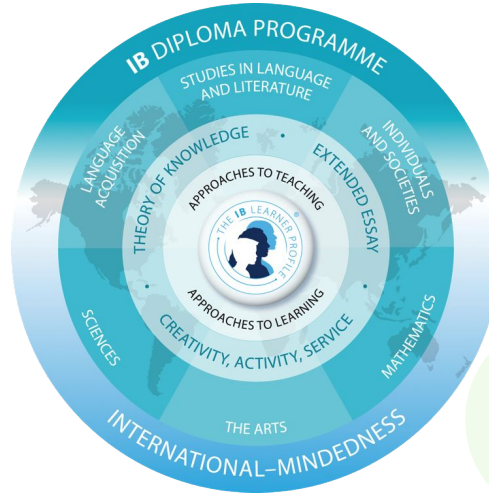 IB DIPLOMA PROGRAMME
STUDIES IN LANGUAGE
AND LITERATURE
LANGUAGE
ACQUISITION
INDIVIDUALS
AND SOCIETIES
THEORY OF KNOWLEDGE
•
EXTENDED ESSAY
•
APPROACHES TO TEACHING
THE IB LEARNER PROFILE
®
APPROACHES TO LEARNING
•
CREATIVITY, ACTIVITY, SERVICE
SCIENCES
MATHEMATICS
THE ARTS
INTERNATIONAL–MINDEDNESS